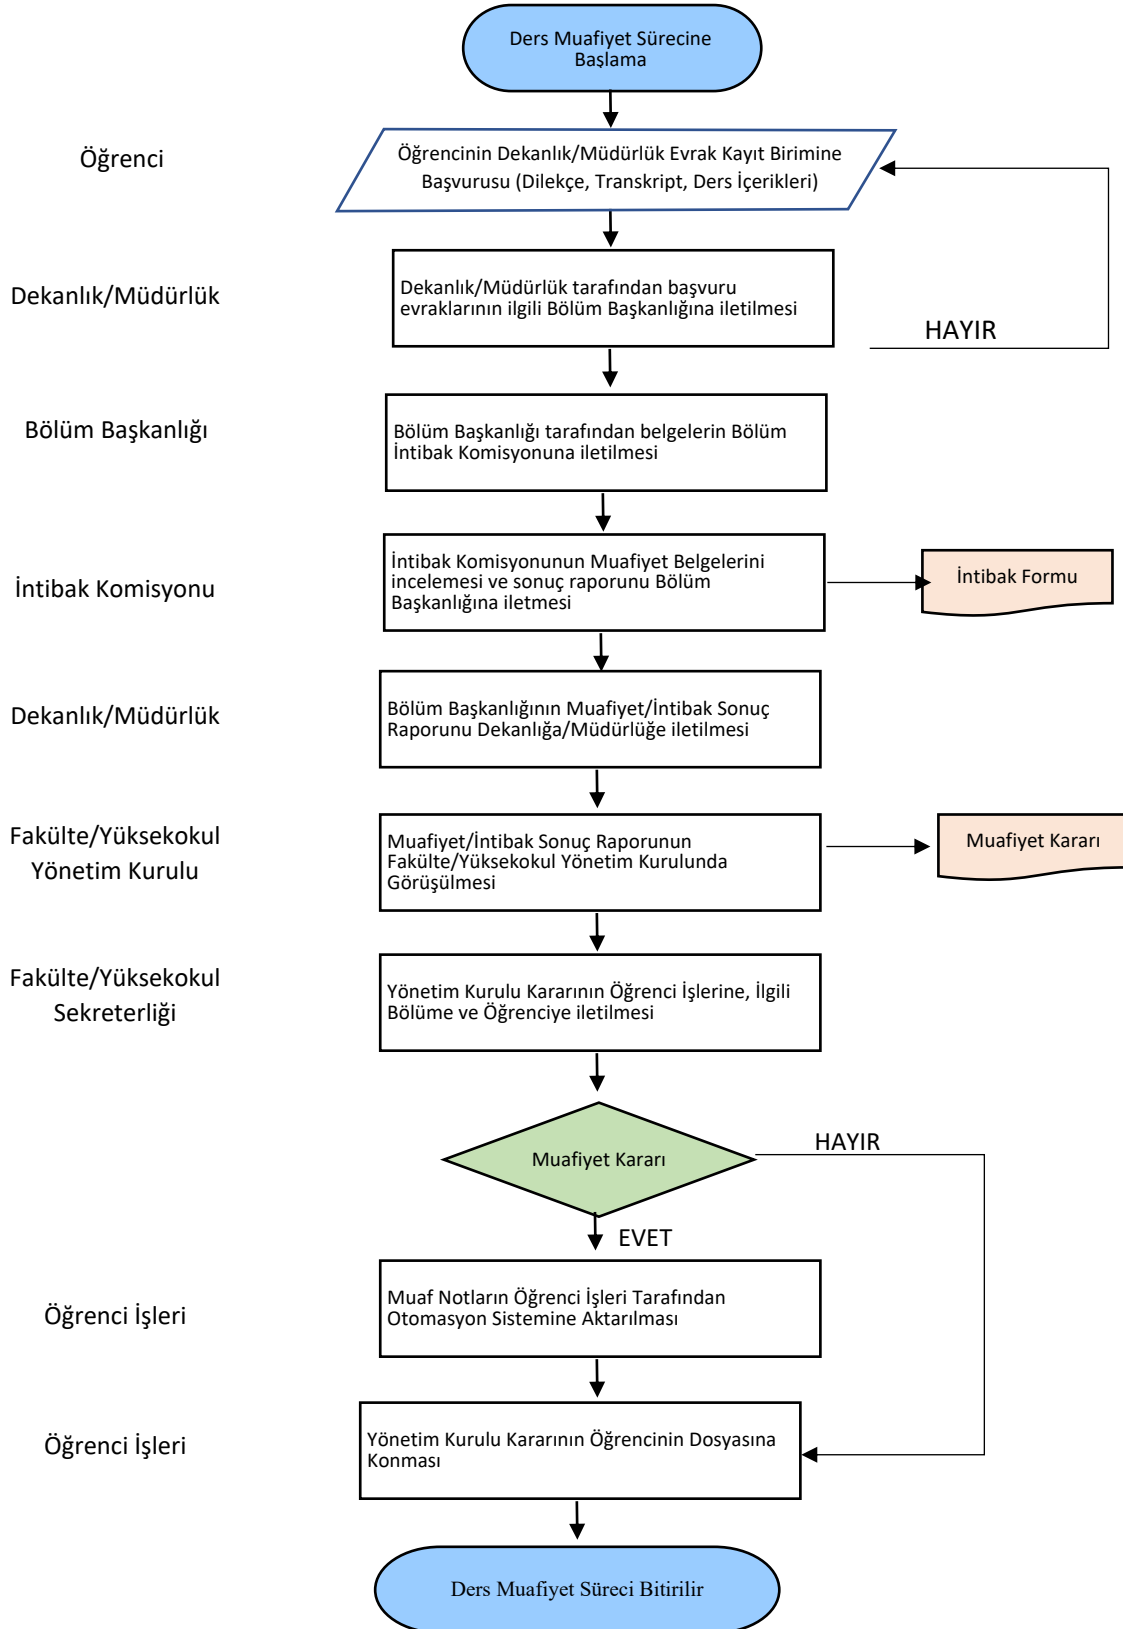 Ders Muafiyet Sürecine
Başlama
Öğrenci
Öğrencinin Dekanlık/Müdürlük Evrak Kayıt Birimine
Başvurusu (Dilekçe, Transkript, Ders İçerikleri)
Dekanlık/Müdürlük
Dekanlık/Müdürlük tarafından başvuru
evraklarının ilgili Bölüm Başkanlığına iletilmesi
HAYIR
Bölüm Başkanlığı
Bölüm Başkanlığı tarafından belgelerin Bölüm
İntibak Komisyonuna iletilmesi
İntibak Komisyonu
İntibak Komisyonunun Muafiyet Belgelerini
incelemesi ve sonuç raporunu Bölüm
Başkanlığına iletmesi
İntibak Formu
Dekanlık/Müdürlük
Bölüm Başkanlığının Muafiyet/İntibak Sonuç
Raporunu Dekanlığa/Müdürlüğe iletilmesi
Fakülte/Yüksekokul
Yönetim Kurulu
Muafiyet/İntibak Sonuç Raporunun
Fakülte/Yüksekokul Yönetim Kurulunda
Görüşülmesi
Muafiyet Kararı
Fakülte/Yüksekokul
Sekreterliği
Yönetim Kurulu Kararının Öğrenci İşlerine, İlgili
Bölüme ve Öğrenciye iletilmesi
Muafiyet Kararı
HAYIR
EVET
Öğrenci İşleri
Muaf Notların Öğrenci İşleri Tarafından
Otomasyon Sistemine Aktarılması
Öğrenci İşleri
Yönetim Kurulu Kararının Öğrencinin Dosyasına
Konması
Ders Muafiyet Süreci Bitirilir